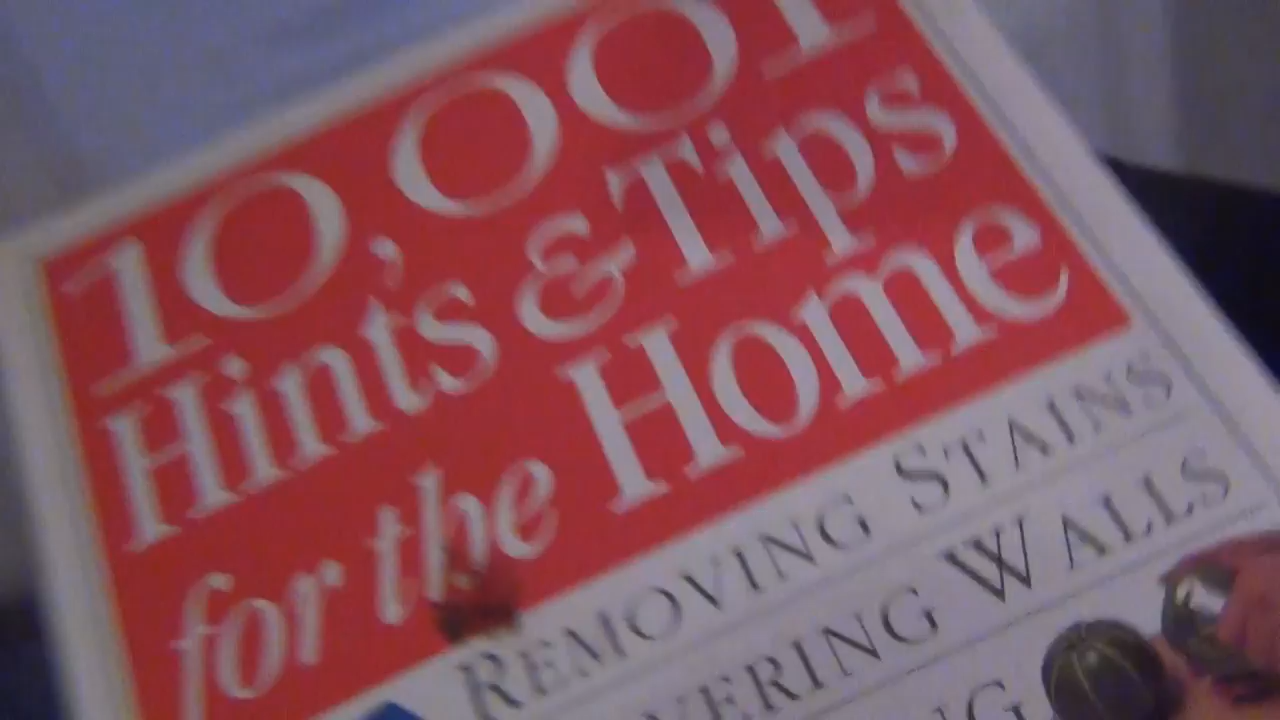 10,001
Hints & Tips
for the Home
REMOVING STAINS
WALLS